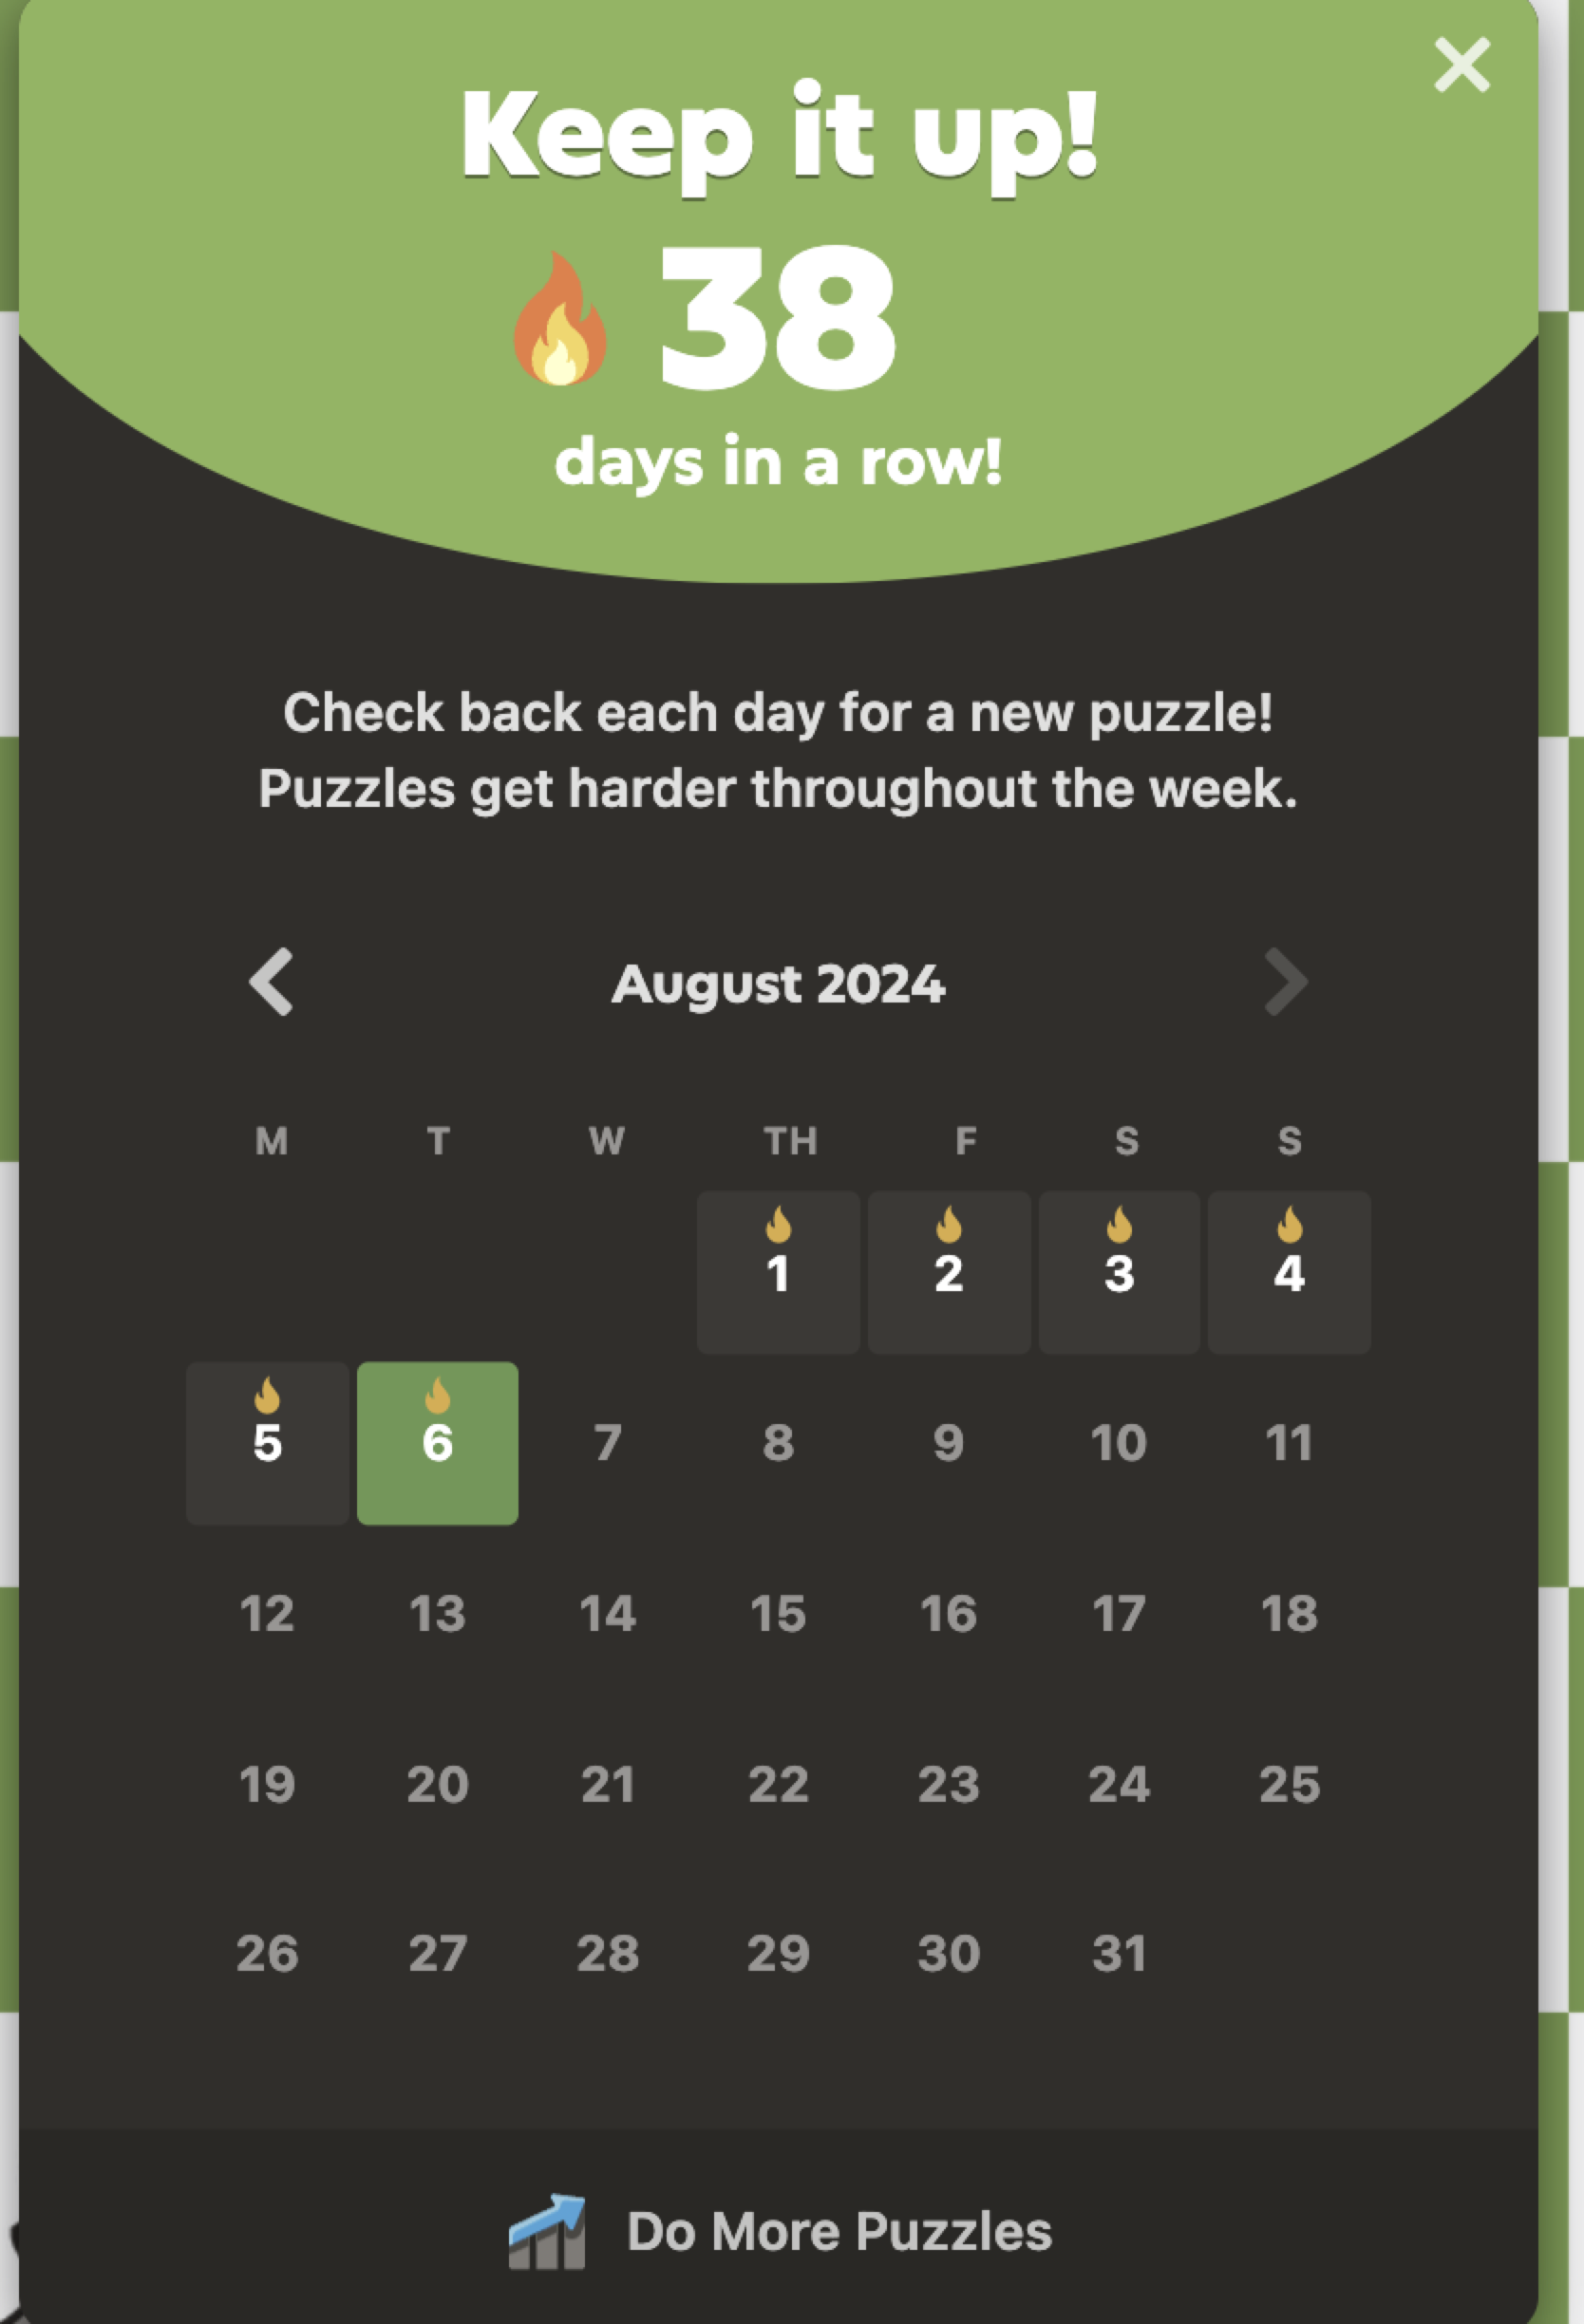 Keep it up!
38
days in a row!
Check back each day for a new puzzle!
Puzzles get harder throughout the week.
August 2024
M T W TH F S S
1 2 3 4
5 6 7 8 9 10 11
12 13 14 15 16 17 18
19 20 21 22 23 24 25
26 27 28 29 30 31
Do More Puzzles